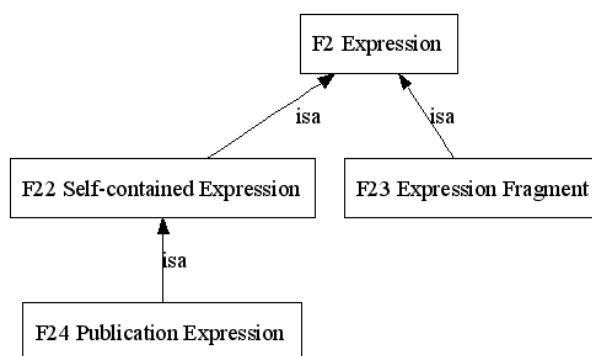 F2 Expression
isa
isa
F22 Self-contained Expression
F23 Expression Fragment
isa
F24 Publication Expression